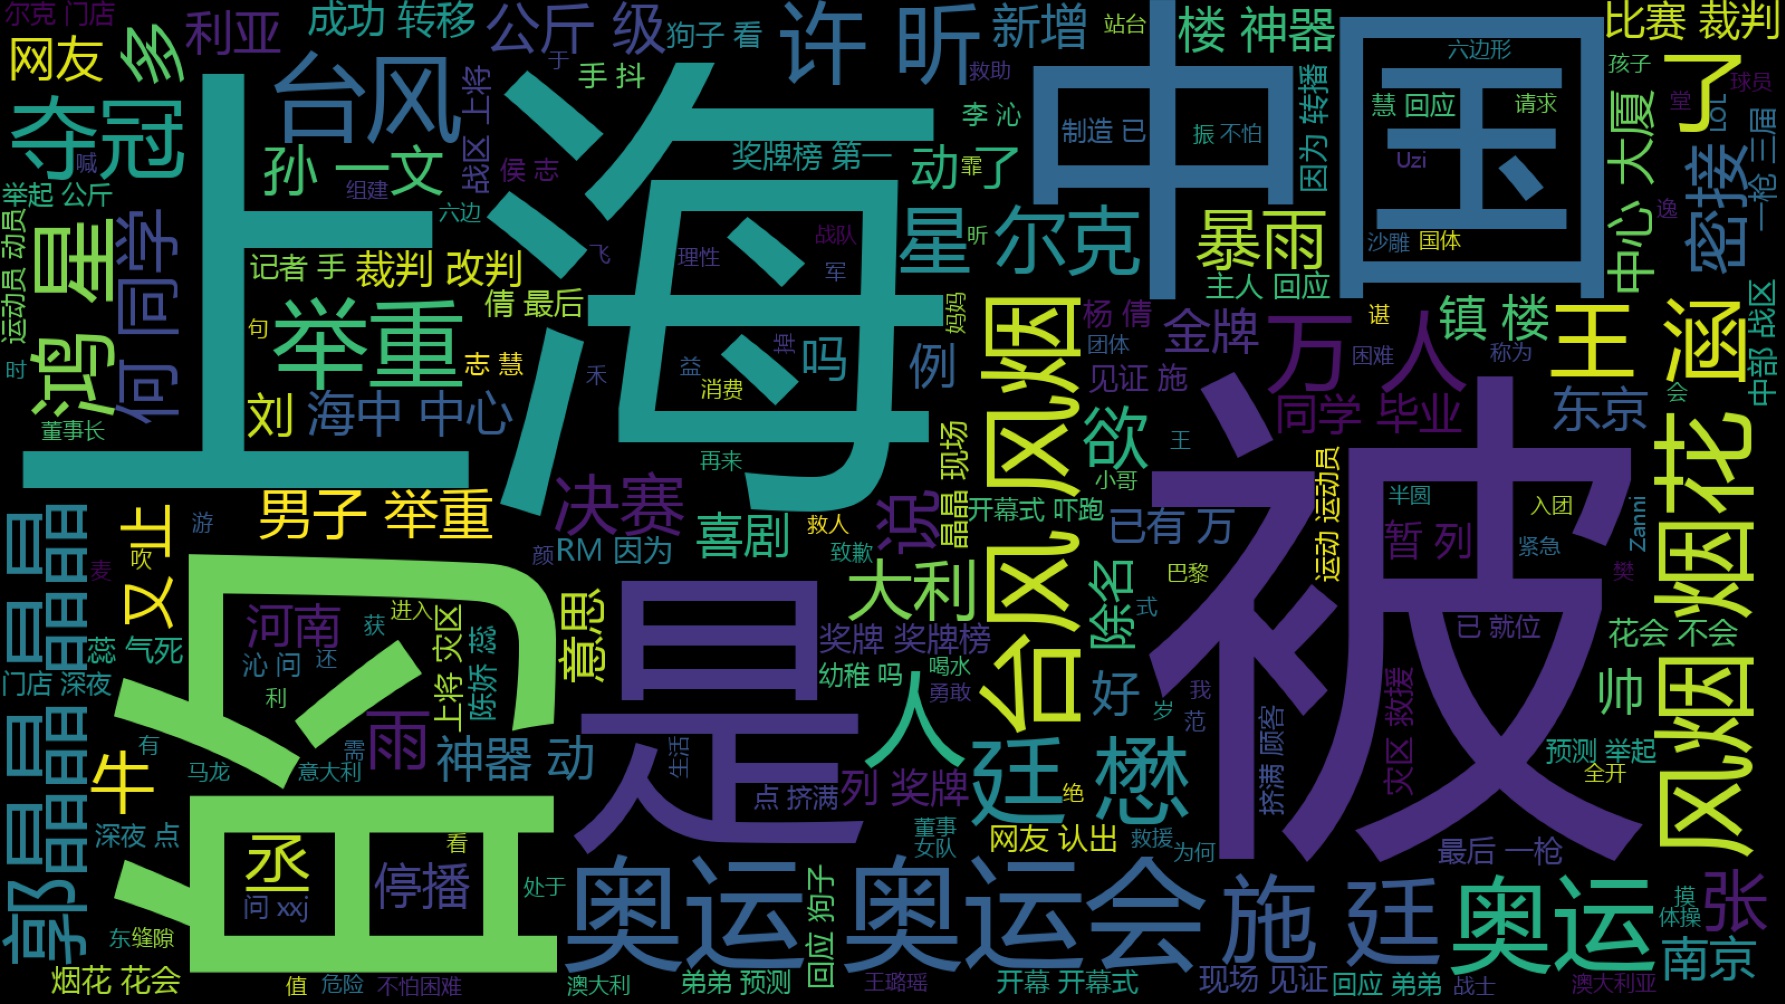 尔克 门店
网友
多
利亚
成功 转移
公斤 级
狗子 看
许 昕
新增
站台
楼 神器
六边形
比赛 裁判
台风
于
手 抖
战区 上将
救助
中国
因为 转播
孩子
了
球员
堂
LOL
夺冠
喊
上海
李 沁
制造 已
振 不怕
慧 回应
请求
Uzi
中心 大厦
密接
一枪 三届
举起 公斤
孙 一文
组建
侯 志
奖牌榜 第一
动 了
霏
六边
逸
运动员 动员
鸿 星
何 同学
记者 手
裁判 改判
飞
理性
战队
军
星 尔克
昕
暴雨
沙雕
国体
主人 回应
倩 最后
句
举重
志 慧
禾
益
掉
消费
吗
例
妈妈
台风 风烟
杨 倩
团体
金牌
万 人
谌
困难
镇 楼
称为
王 涵
中部 战区
时
董事长
刘
海中 中心
见证 施
同学 毕业
东京
会
再来
现场
欲
王
小哥
被
风烟 烟花
男子 举重
决赛
喜剧
救人
说
晶晶
开幕式 吓跑
已有 万
运动 运动员
半圆
入团
暂 列
紧急
Zanni
郭晶晶 晶晶
又 止
吹
麦
游
颜
RM 因为
致歉
意思
大利
除名
巴黎
式
樊
留
河南
获
进入
上将 灾区
陈妤 蕊
是
奖牌 奖牌榜
已 就位
花会 不会
蕊 气死
门店 深夜
沁 问
还
利
幼稚 吗
喝水
勇敢
人
好
我
岁
范
挤满 顾客
灾区 救援
帅
牛
有
马龙
意大利
需
雨
神器 动
生活
点 挤满
列 奖牌
廷 懋
绝
预测 举起
全开
深夜 点
丞
停播
看
问 xxj
董事
女队
网友 认出
救援
为何
最后 一枪
东
缝隙
处于
奥运
回应 狗子
奥运会
施 廷
奥运
摸
体操
张
南京
烟花 花会
值
危险
不怕困难
澳大利
弟弟 预测
王璐瑶
开幕 开幕式
现场 见证
回应 弟弟
战士
澳大利亚